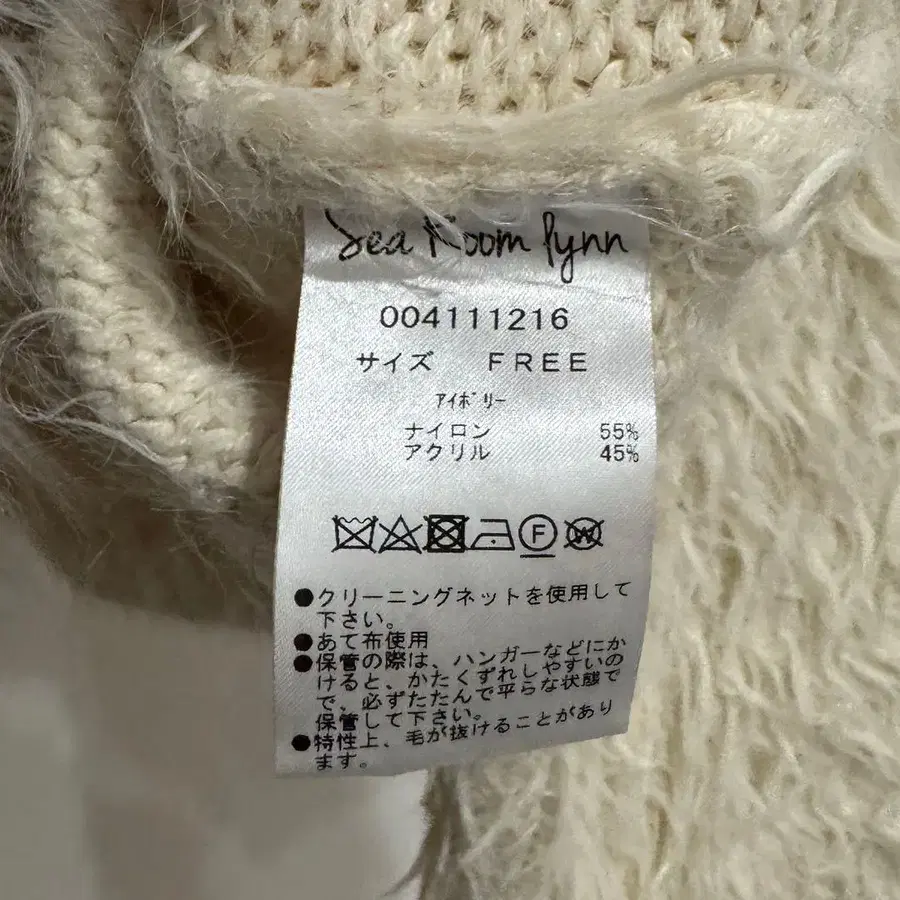 Sea Room lynn
004111216
サイズ FREE
ｱｲﾎﾞﾘｰ
ナイロン 55%
アクリル 45%
F W
●クリーニングネットを使用して
下さい。
●あて布使用
●保管の際は、ハンガーなどにか
けると、かたくずれしやすいの
で、必ずたたんで平らな状態で
保管して下さい。
●特性上、毛が抜けることがあり
ます。